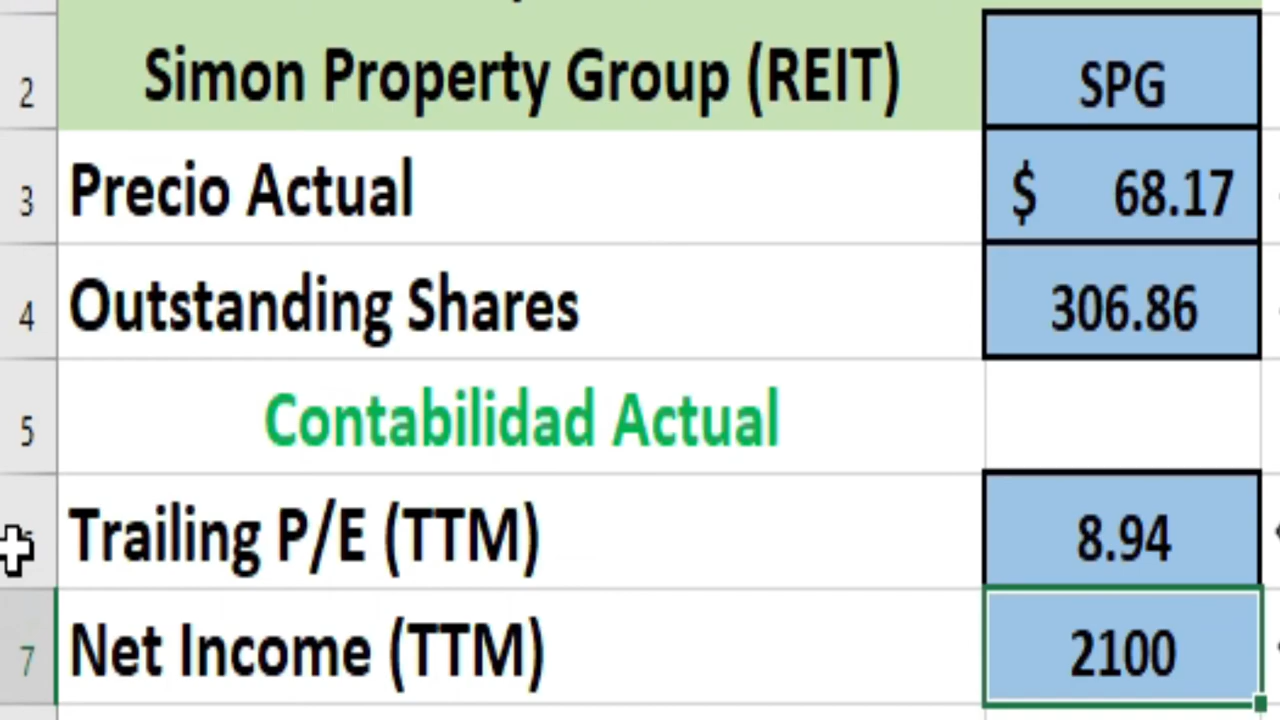 2 Simon Property Group (REIT) SPG
3 Precio Actual $ 68.17
4 Outstanding Shares 306.86
5 Contabilidad Actual
Trailing P/E (TTM) 8.94
7 Net Income (TTM) 2100